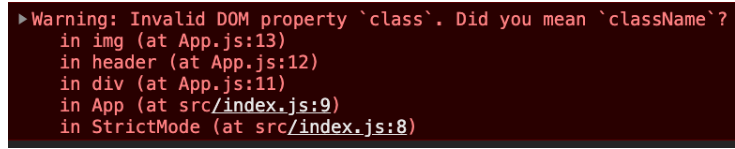 ▶Warning: Invalid DOM property `class`. Did you mean `className`?
in img (at App.js:13)
in header (at App.js:12)
in div (at App.js:11)
in App (at src/index.js:9)
in StrictMode (at src/index.js:8)